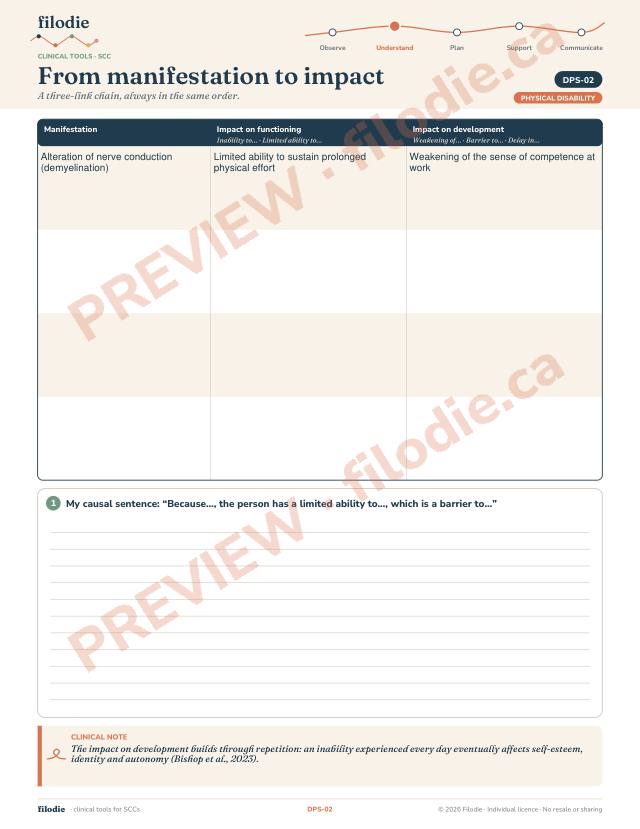 filodie
CLINICAL TOOLS · SCC
Observe
Understand
Plan
Support
Communicate
From manifestation to impact
A three-link chain, always in the same order.
DPS-02
PHYSICAL DISABILITY
Manifestation
Impact on functioning
Inability to... · Limited ability to...
Impact on development
Weakening of... · Barrier to... · Delay in...
Alteration of nerve conduction
(demyelination)
Limited ability to sustain prolonged
physical effort
Weakening of the sense of competence at
work
PREVIEW · filodie.ca
1 My causal sentence: “Because..., the person has a limited ability to..., which is a barrier to...”
PREVIEW · filodie.ca
CLINICAL NOTE
The impact on development builds through repetition: an inability experienced every day eventually affects self-esteem,
identity and autonomy (Bishop et al., 2023).
filodie · clinical tools for SCCs
DPS-02
© 2026 Filodie · Individual licence · No resale or sharing